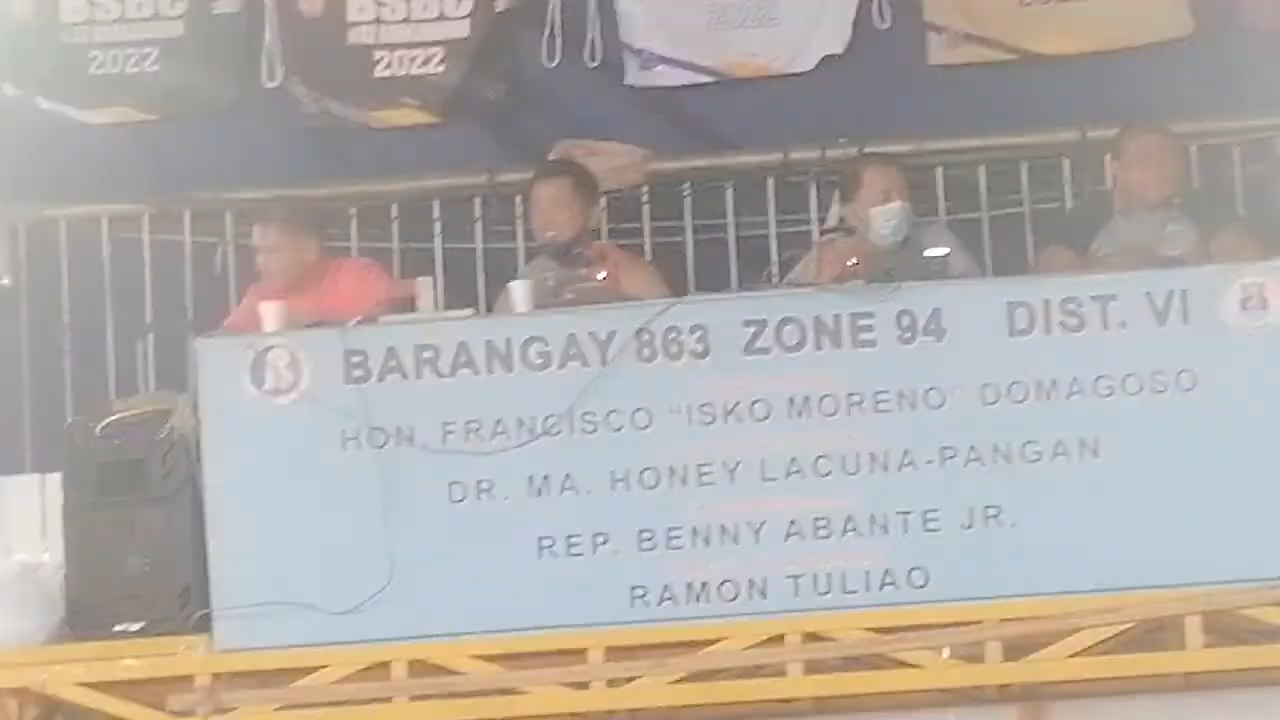 BSBC
2022
BSBC
2022
BARANGAY 863 ZONE 94 DIST. VI
HON. FRANCISCO "ISKO MORENO" DOMAGOSO
DR. MA. HONEY LACUNA-PANGAN
REP. BENNY ABANTE JR.
RAMON TULIAO